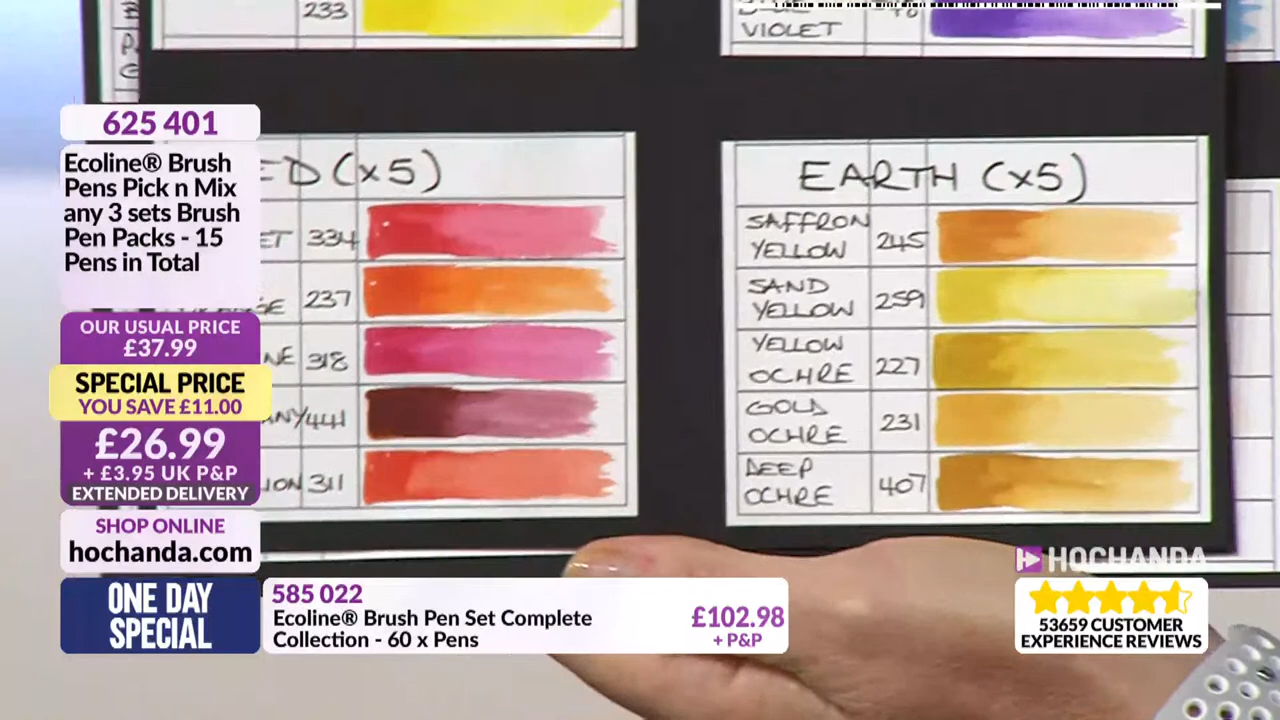 233
VIOLET
625 401
Ecoline® Brush
Pens Pick n Mix
any 3 sets Brush
Pen Packs - 15
Pens in Total
OUR USUAL PRICE
£37.99
SPECIAL PRICE
YOU SAVE £11.00
£26.99
+ £3.95 UK P&P
EXTENDED DELIVERY
SHOP ONLINE
hochanda.com
ED (x5)
ET 334
237
NE 318
ANY 441
ION 311
EARTH (x5)
SAFFRON
YELLOW 245
SAND
YELLOW 259
YELLOW
OCHRE 227
GOLD
OCHRE 231
DEEP
OCHRE 407
HOCHANDA
ONE DAY
SPECIAL
585 022
Ecoline® Brush Pen Set Complete
Collection - 60 x Pens
£102.98
+ P&P
53659 CUSTOMER
EXPERIENCE REVIEWS